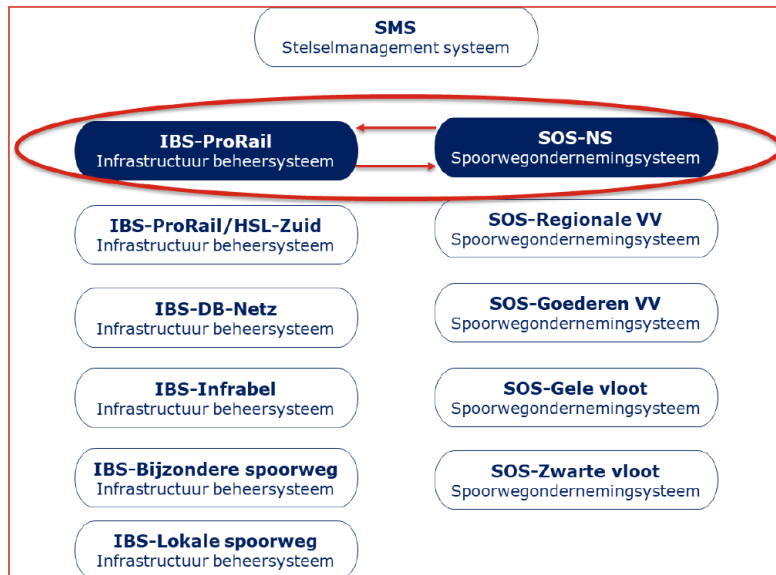 SMS
Stelselmanagement systeem
IBS-ProRail
Infrastructuur beheersysteem
SOS-NS
Spoorwegondernemingsysteem
IBS-ProRail/HSL-Zuid
Infrastructuur beheersysteem
SOS-Regionale VV
Spoorwegondernemingsysteem
IBS-DB-Netz
Infrastructuur beheersysteem
SOS-Goederen VV
Spoorwegondernemingsysteem
IBS-Infrabel
Infrastructuur beheersysteem
SOS-Gele vloot
Spoorwegondernemingsysteem
IBS-Bijzondere spoorweg
Infrastructuur beheersysteem
SOS-Zwarte vloot
Spoorwegondernemingsysteem
IBS-Lokale spoorweg
Infrastructuur beheersysteem